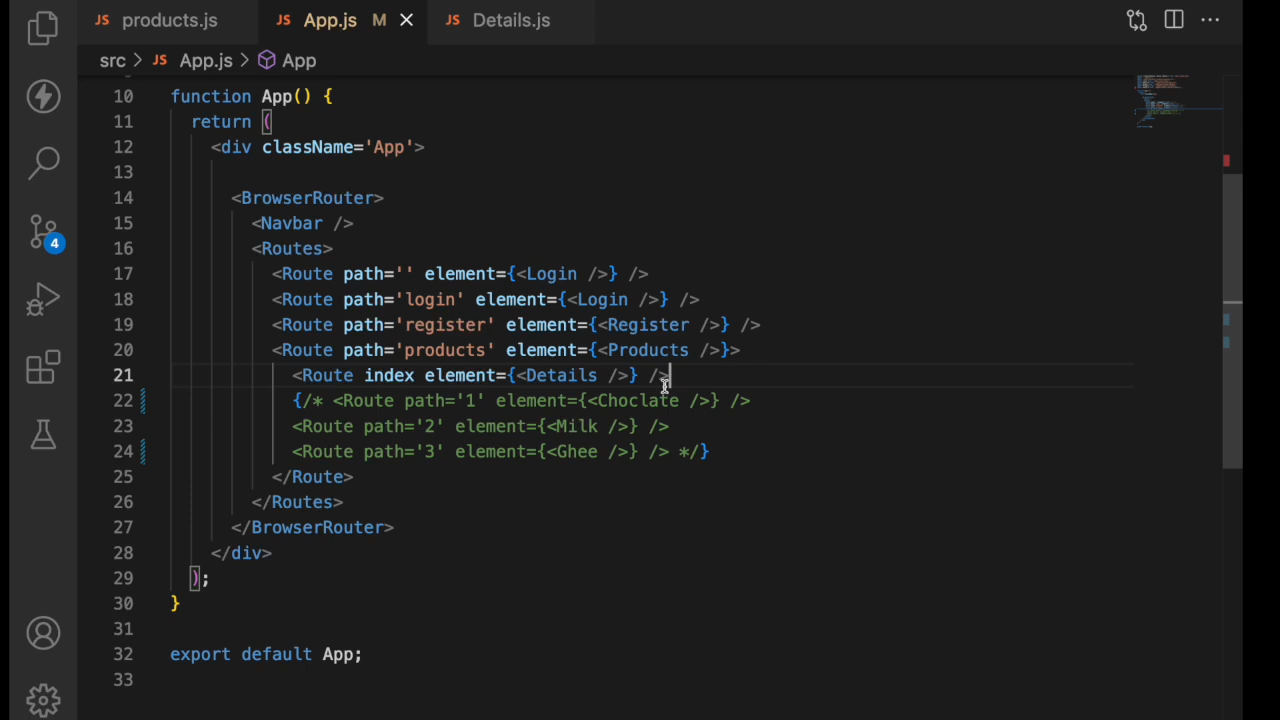 JS products.js JS App.js M JS Details.js
src > JS App.js > App
10 function App() {
11 return (
12 <div className='App'>
13
14 <BrowserRouter>
15 <Navbar />
16 <Routes>
17 <Route path='' element={<Login />} />
18 <Route path='login' element={<Login />} />
19 <Route path='register' element={<Register />} />
20 <Route path='products' element={<Products />}>
21 <Route index element={<Details />} />
22 {/* <Route path='1' element={<Choclate />} />
23 <Route path='2' element={<Milk />} />
24 <Route path='3' element={<Ghee />} /> */}
25 </Route>
26 </Routes>
27 </BrowserRouter>
28 </div>
29 );
30 }
31
32 export default App;
33
4